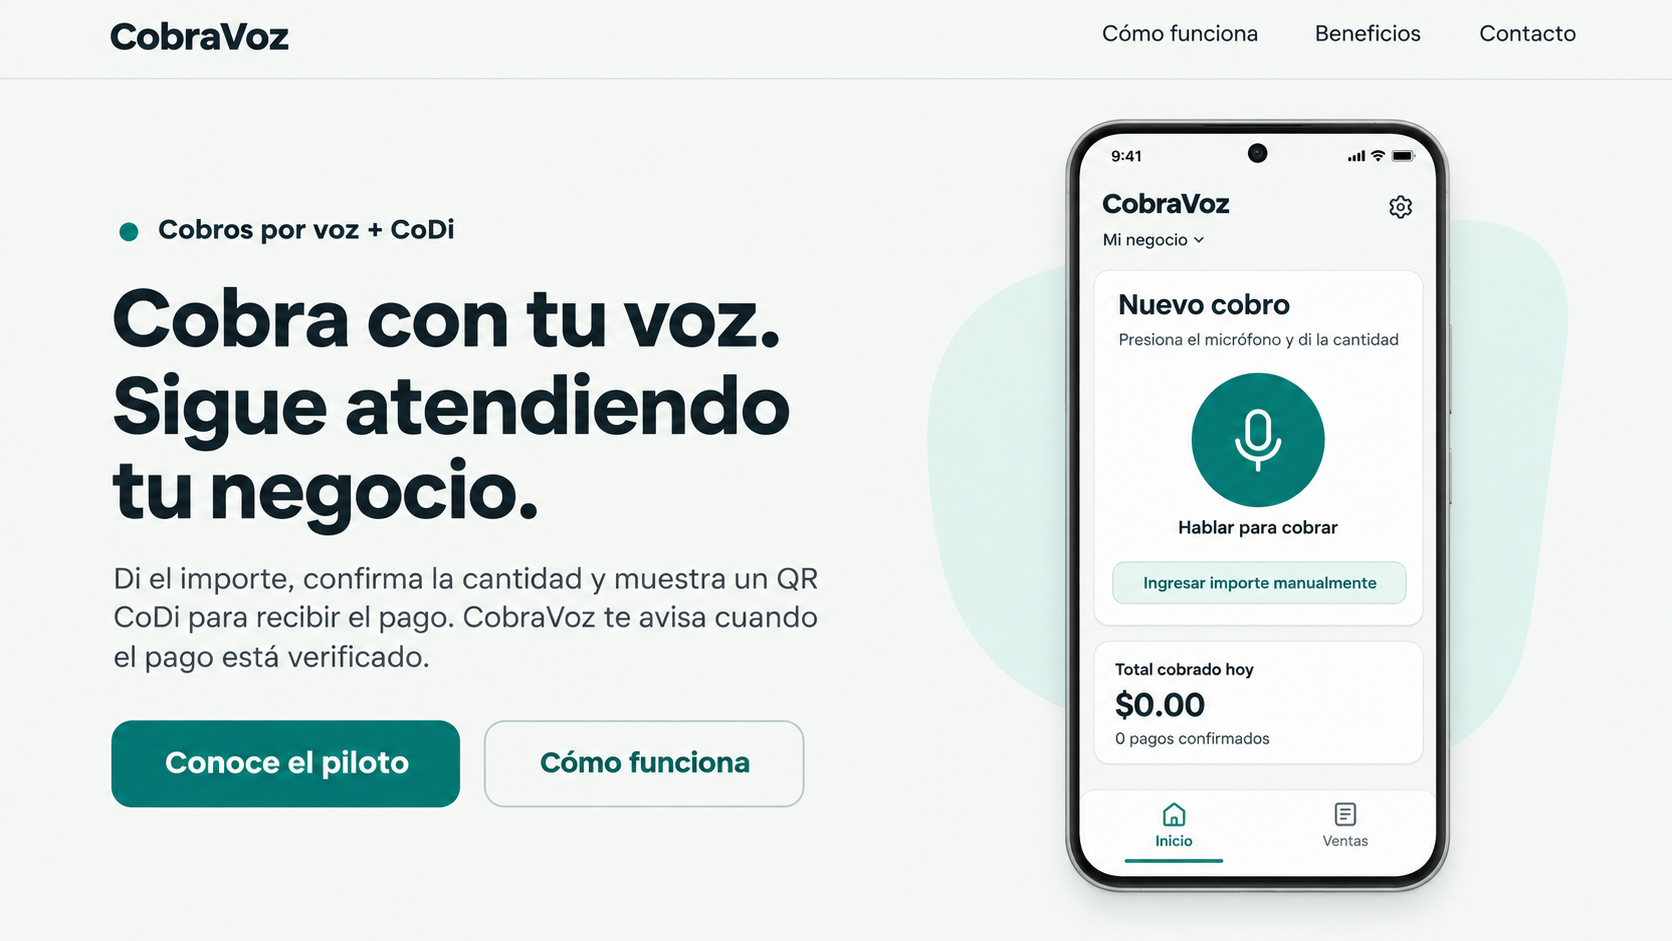 CobraVoz
Cómo funciona
Beneficios
Contacto
Cobros por voz + CoDi
Cobra con tu voz.
Sigue atendiendo
tu negocio.
Di el importe, confirma la cantidad y muestra un QR
CoDi para recibir el pago. CobraVoz te avisa cuando
el pago está verificado.
Conoce el piloto
Cómo funciona
9:41
CobraVoz
Mi negocio
Nuevo cobro
Presiona el micrófono y di la cantidad
Hablar para cobrar
Ingresar importe manualmente
Total cobrado hoy
$0.00
0 pagos confirmados
Inicio
Ventas